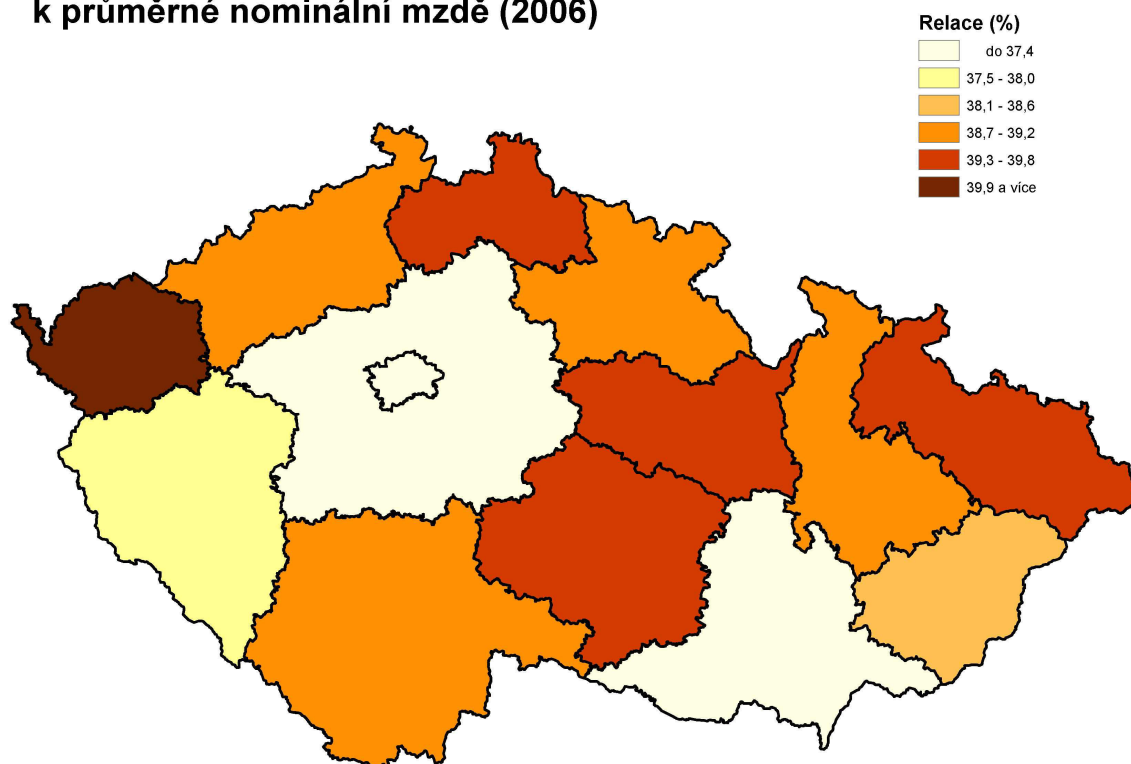 k průměrné nominální mzdě (2006)
Relace (%)
do 37,4
37,5 - 38,0
38,1 - 38,6
38,7 - 39,2
39,3 - 39,8
39,9 a více